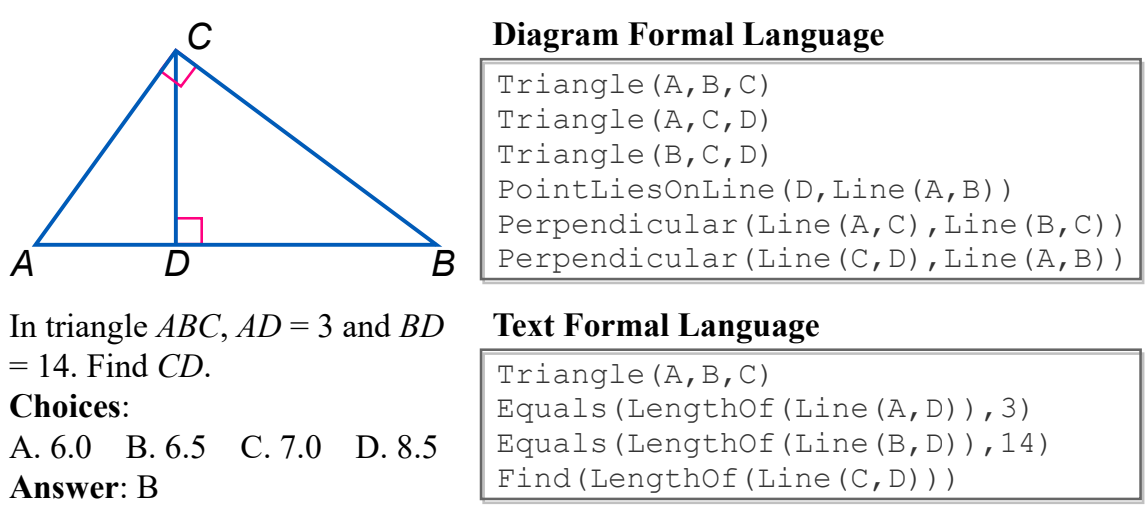 C
A
D
B
In triangle ABC, AD = 3 and BD
= 14. Find CD.
Choices:
A. 6.0 B. 6.5 C. 7.0 D. 8.5
Answer: B
Diagram Formal Language
Triangle(A,B,C)
Triangle(A,C,D)
Triangle(B,C,D)
PointLiesOnLine(D,Line(A,B))
Perpendicular(Line(A,C),Line(B,C))
Perpendicular(Line(C,D),Line(A,B))
Text Formal Language
Triangle(A,B,C)
Equals(LengthOf(Line(A,D)),3)
Equals(LengthOf(Line(B,D)),14)
Find(LengthOf(Line(C,D)))